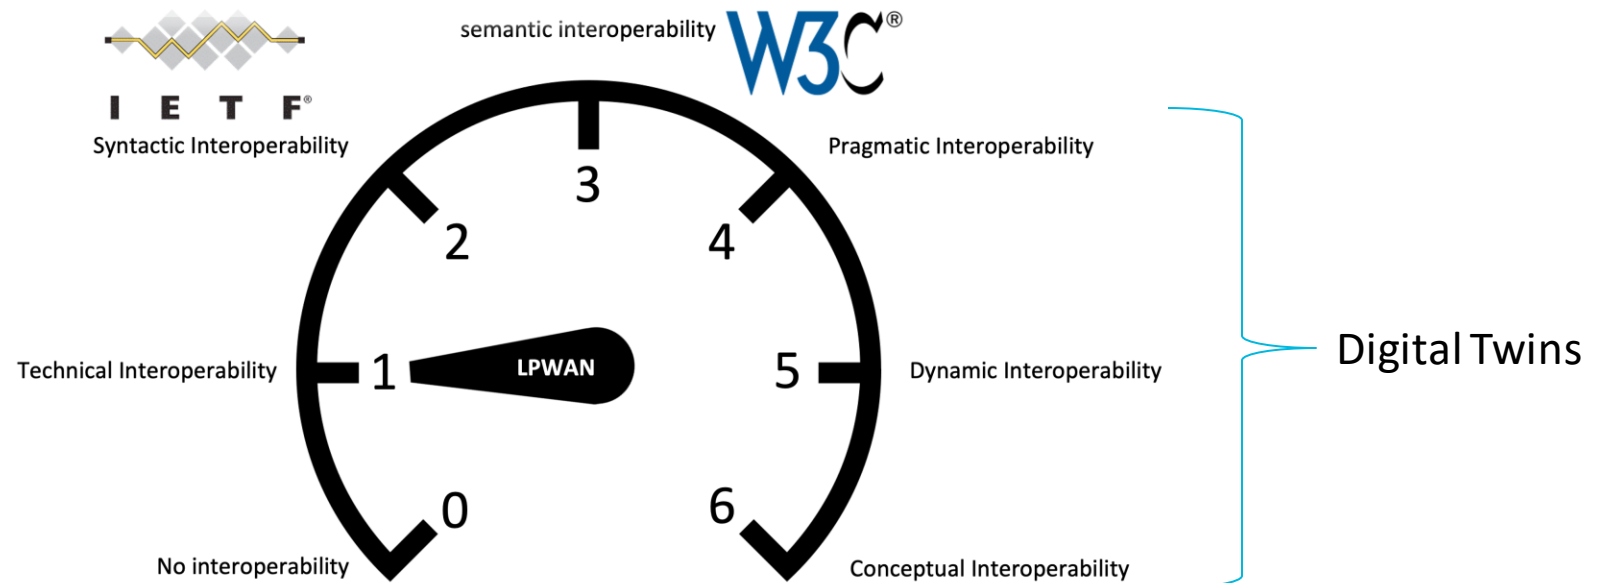 semantic interoperability
W3C®
I E T F®
Syntactic Interoperability
Pragmatic Interoperability
3
2
4
Digital Twins
Technical Interoperability
1
LPWAN
5
Dynamic Interoperability
0
6
No interoperability
Conceptual Interoperability